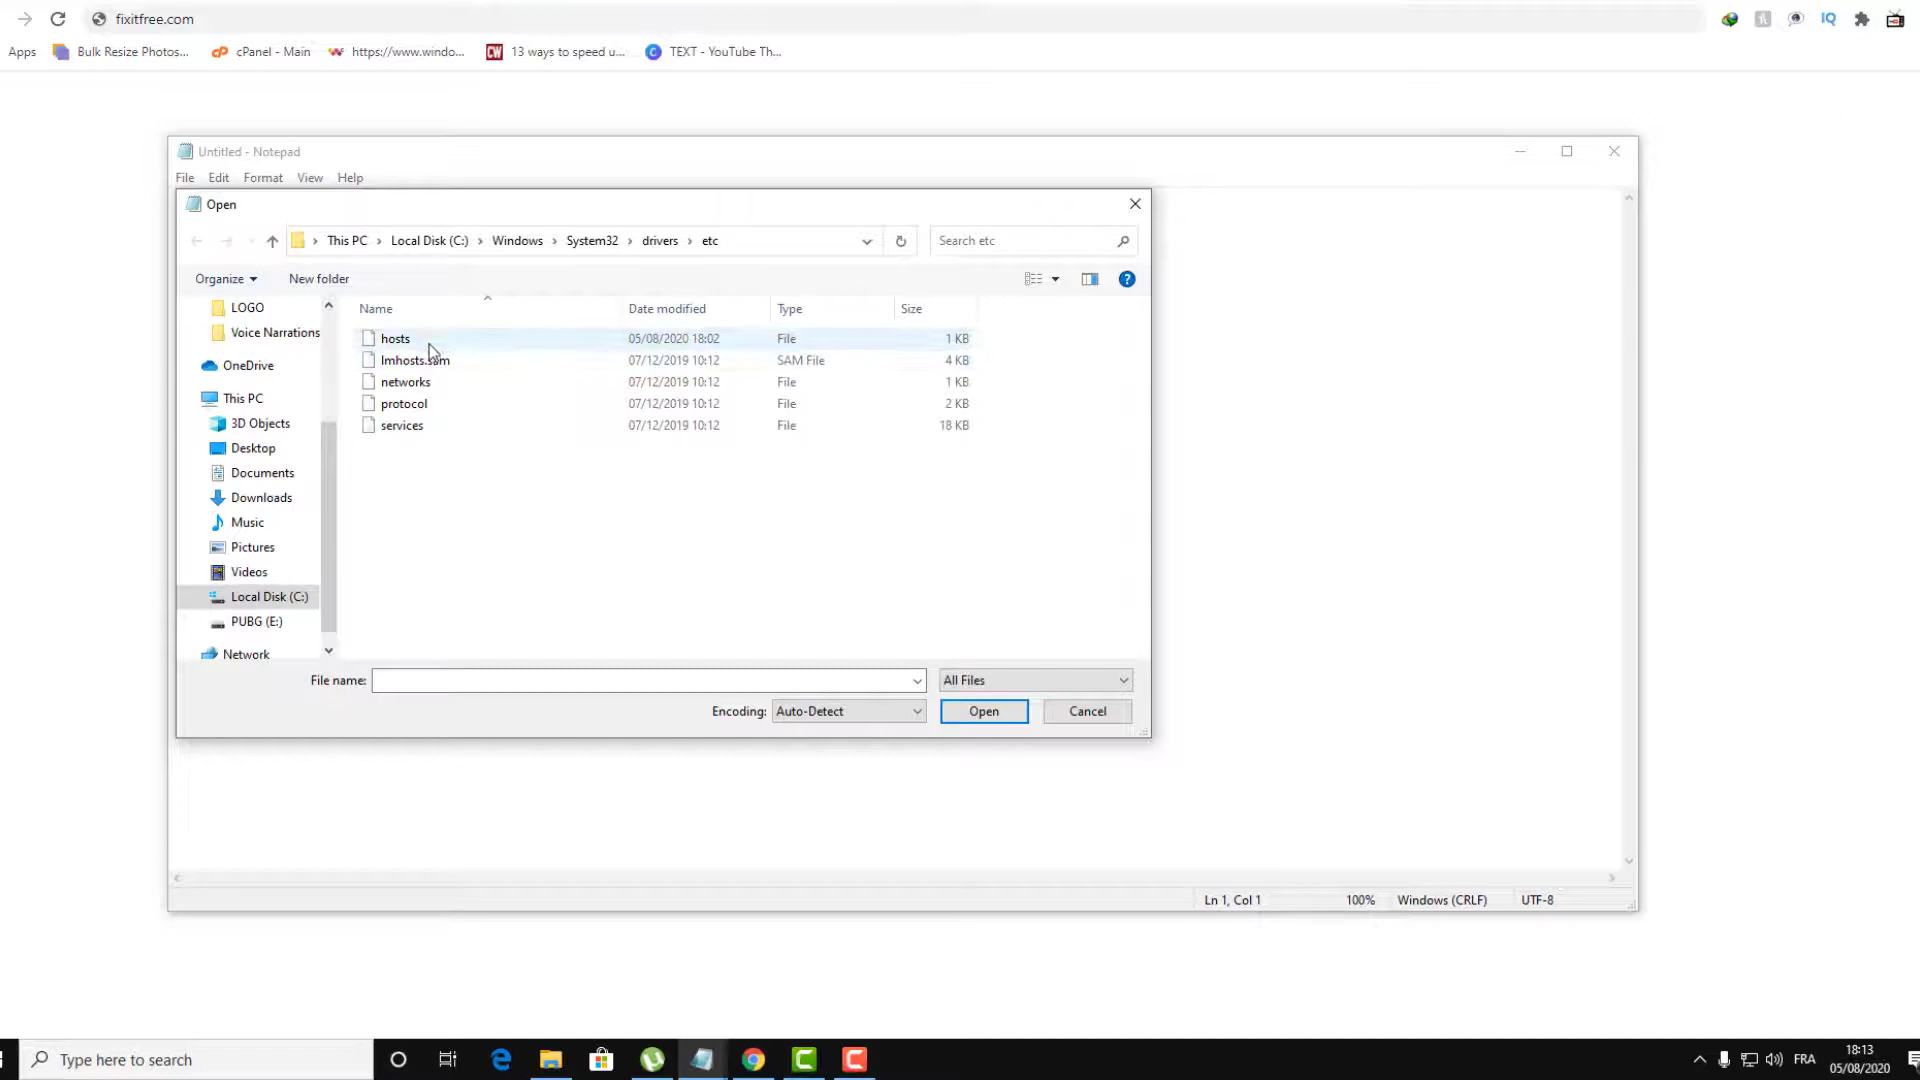 fixitfree.com
Apps Bulk Resize Photos... cPanel - Main https://www.windo... 13 ways to speed u... TEXT - YouTube Th...
Untitled - Notepad
File Edit Format View Help
Open
This PC Local Disk (C:) Windows System32 drivers etc Search etc
Organize New folder
Name Date modified Type Size
LOGO
Voice Narrations
OneDrive
This PC
3D Objects
Desktop
Documents
Downloads
Music
Pictures
Videos
Local Disk (C:)
PUBG (E:)
Network
hosts 05/08/2020 18:02 File 1 KB
lmhosts.sam 07/12/2019 10:12 SAM File 4 KB
networks 07/12/2019 10:12 File 1 KB
protocol 07/12/2019 10:12 File 2 KB
services 07/12/2019 10:12 File 18 KB
File name: All Files
Encoding: Auto-Detect Open Cancel
Ln 1, Col 1 100% Windows (CRLF) UTF-8
Type here to search
FRA
18:13
05/08/2020